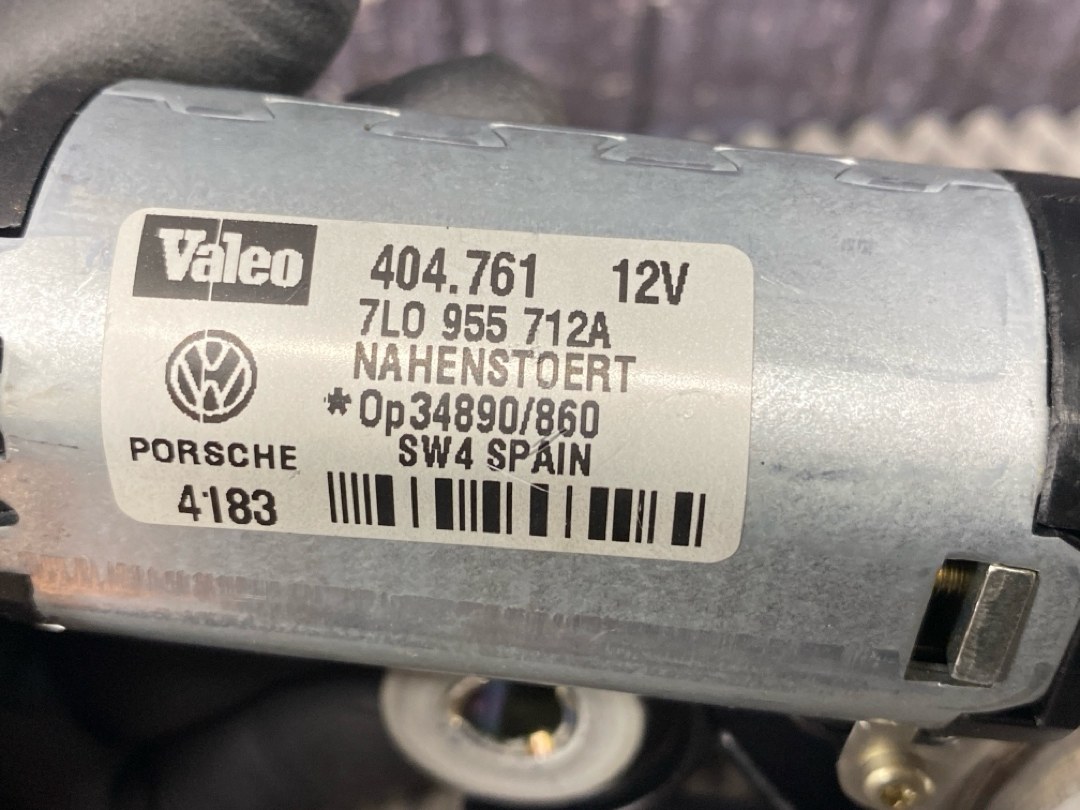 Valeo 404.761 12V
7L0 955 712A
NAHENSTOERT
*Op34890/860
PORSCHE SW4 SPAIN
4183